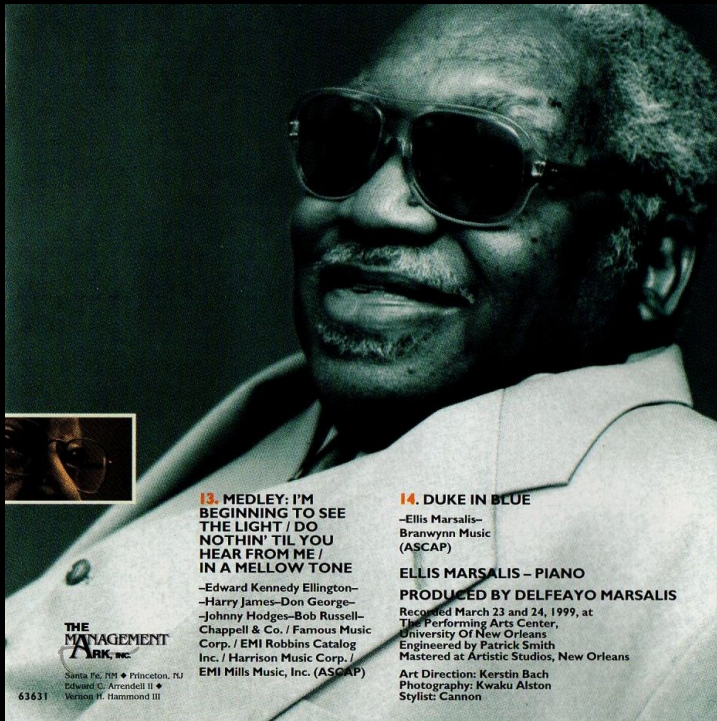 13. MEDLEY: I'M
BEGINNING TO SEE
THE LIGHT / DO
NOTHIN' TIL YOU
HEAR FROM ME /
IN A MELLOW TONE
–Edward Kennedy Ellington–
–Harry James–Don George–
–Johnny Hodges–Bob Russell–
Chappell & Co. / Famous Music
Corp. / EMI Robbins Catalog
Inc. / Harrison Music Corp. /
EMI Mills Music, Inc. (ASCAP)
14. DUKE IN BLUE
–Ellis Marsalis–
Branwynn Music
(ASCAP)
ELLIS MARSALIS – PIANO
PRODUCED BY DELFEAYO MARSALIS
Recorded March 23 and 24, 1999, at
The Performing Arts Center,
University Of New Orleans
Engineered by Patrick Smith
Mastered at Artistic Studios, New Orleans
Art Direction: Kerstin Bach
Photography: Kwaku Alston
Stylist: Cannon
THE
MANAGEMENT
ARK, INC.
Santa Fe, NM ◆ Princeton, NJ
Edward C. Arrendell II ◆
Vernon H. Hammond III
63631